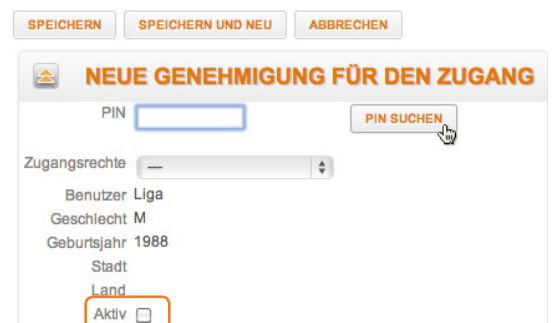 SPEICHERN SPEICHERN UND NEU ABBRECHEN
NEUE GENEHMIGUNG FÜR DEN ZUGANG
PIN PIN SUCHEN
Zugangsrechte ---
Benutzer Liga
Geschlecht M
Geburtsjahr 1988
Stadt
Land
Aktiv